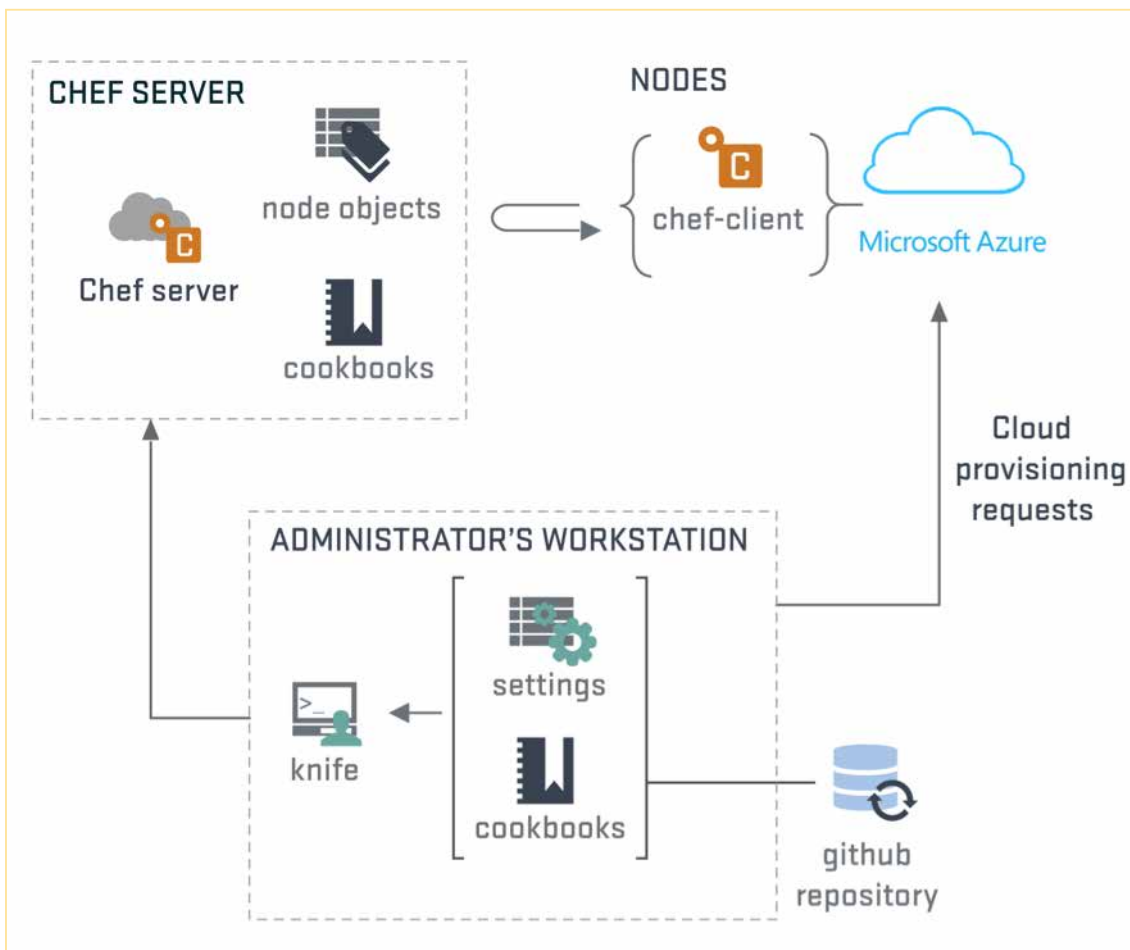 CHEF SERVER
node objects
C
Chef server
cookbooks
NODES
C
chef-client
Microsoft Azure
Cloud
provisioning
requests
ADMINISTRATOR'S WORKSTATION
settings
>_
knife
cookbooks
github
repository